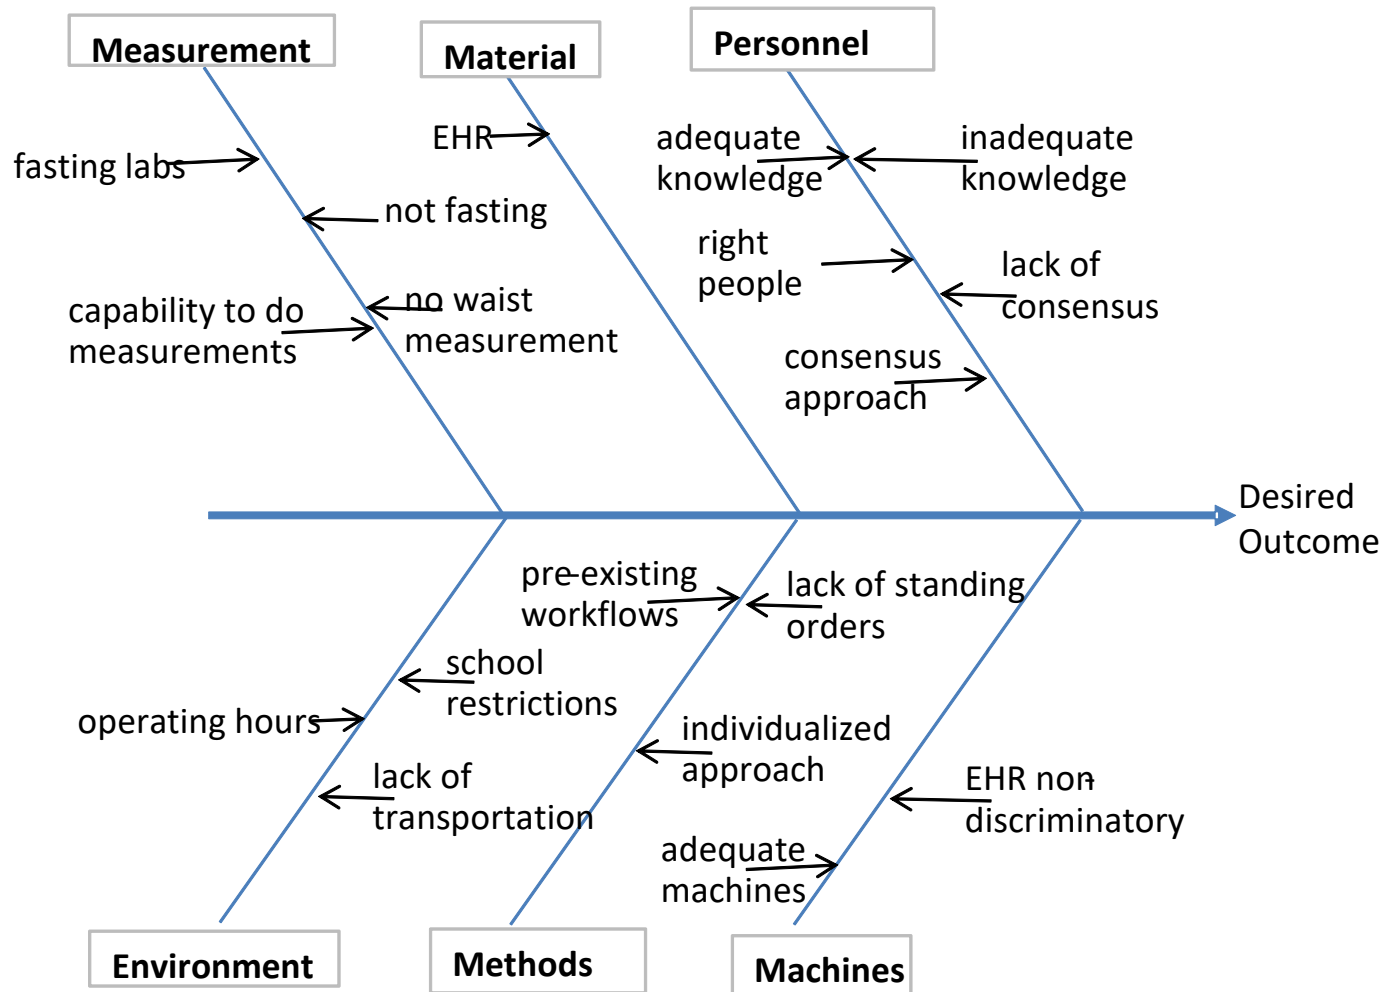 Measurement
Material
Personnel
EHR
adequate
knowledge
inadequate
knowledge
fasting labs
not fasting
right
people
lack of
consensus
capability to do
measurements
no waist
measurement
consensus
approach
Desired
Outcome
pre-existing
workflows
lack of standing
orders
school
restrictions
operating hours
individualized
approach
lack of
transportation
EHR non-
discriminatory
adequate
machines
Environment
Methods
Machines